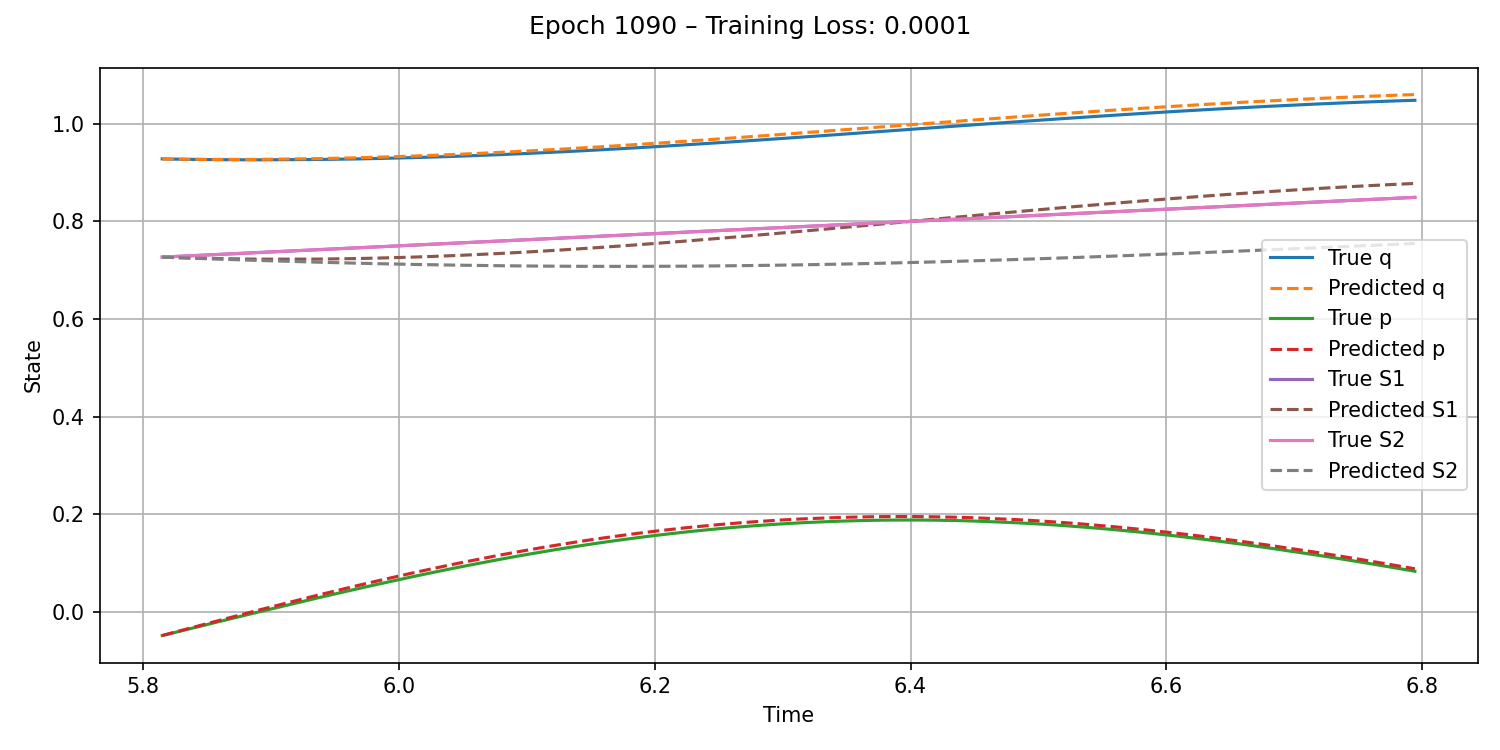 Epoch 1090 – Training Loss: 0.0001
State
1.0
0.8
0.6
0.4
0.2
0.0
True q
Predicted q
True p
Predicted p
True S1
Predicted S1
True S2
Predicted S2
5.8 6.0 6.2 6.4 6.6 6.8
Time